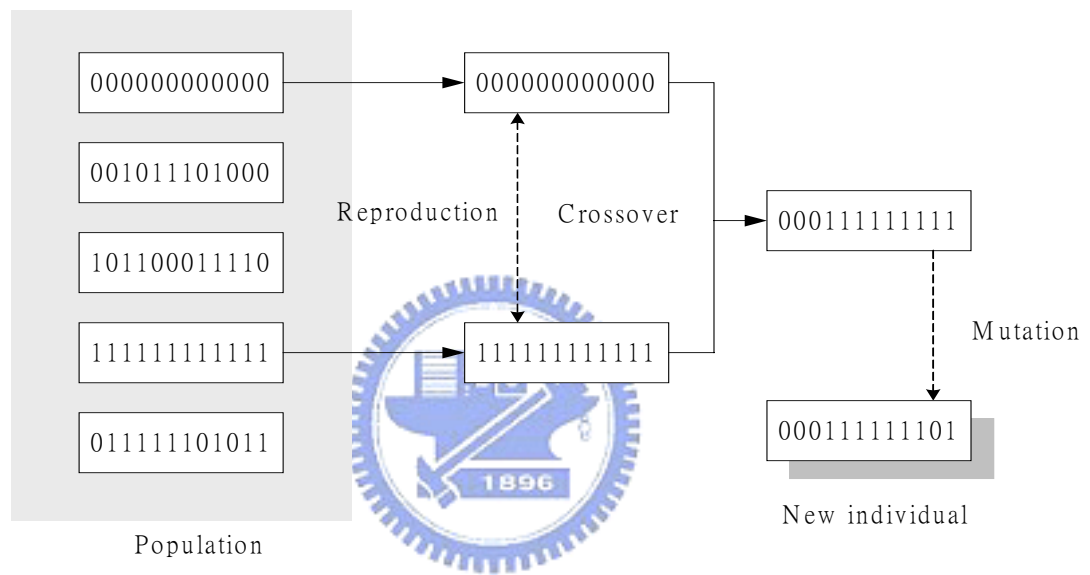 000000000000
001011101000
101100011110
111111111111
011111101011
Population
000000000000
Reproduction
111111111111
Crossover
000111111111
Mutation
000111111101
New individual
1896